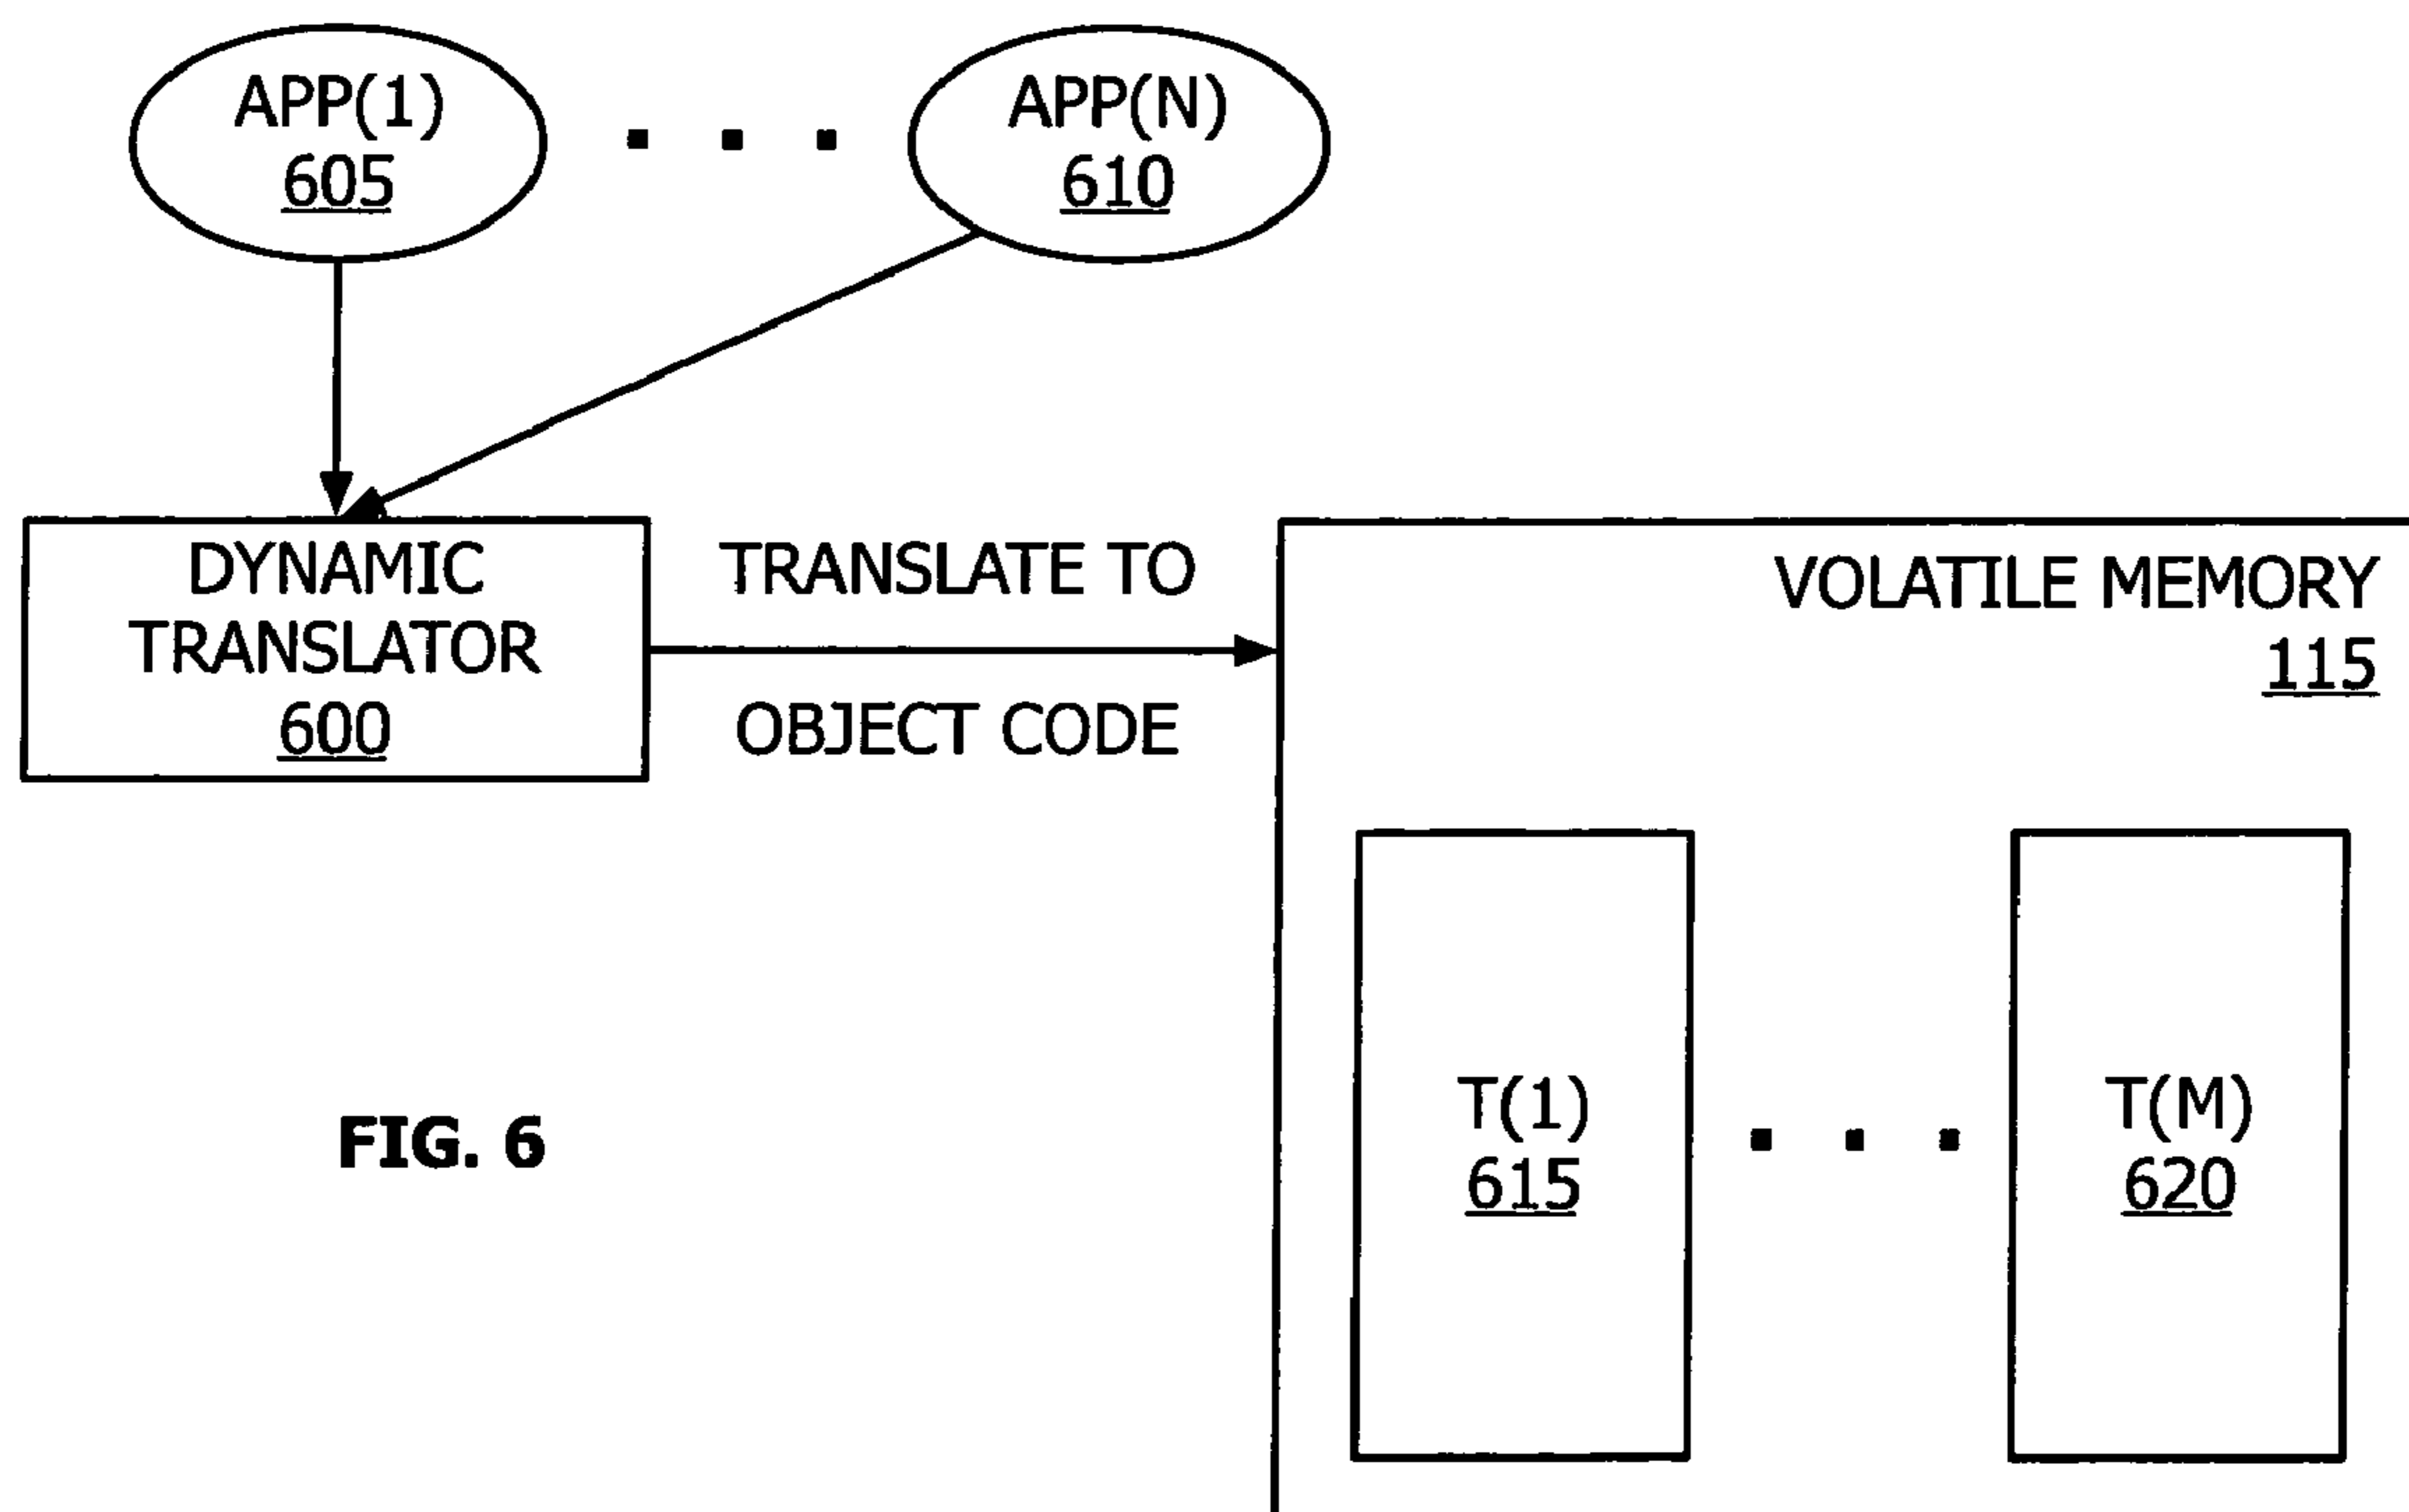 APP(1)
605
APP(N)
610
DYNAMIC
TRANSLATOR
600
TRANSLATE TO
OBJECT CODE
VOLATILE MEMORY
115
T(1)
615
T(M)
620
FIG. 6